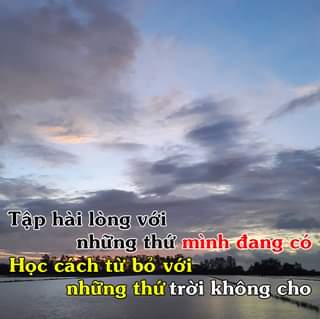 Tập hài lòng với
những thứ mình đang có
Học cách từ bỏ với
những thứ trời không cho